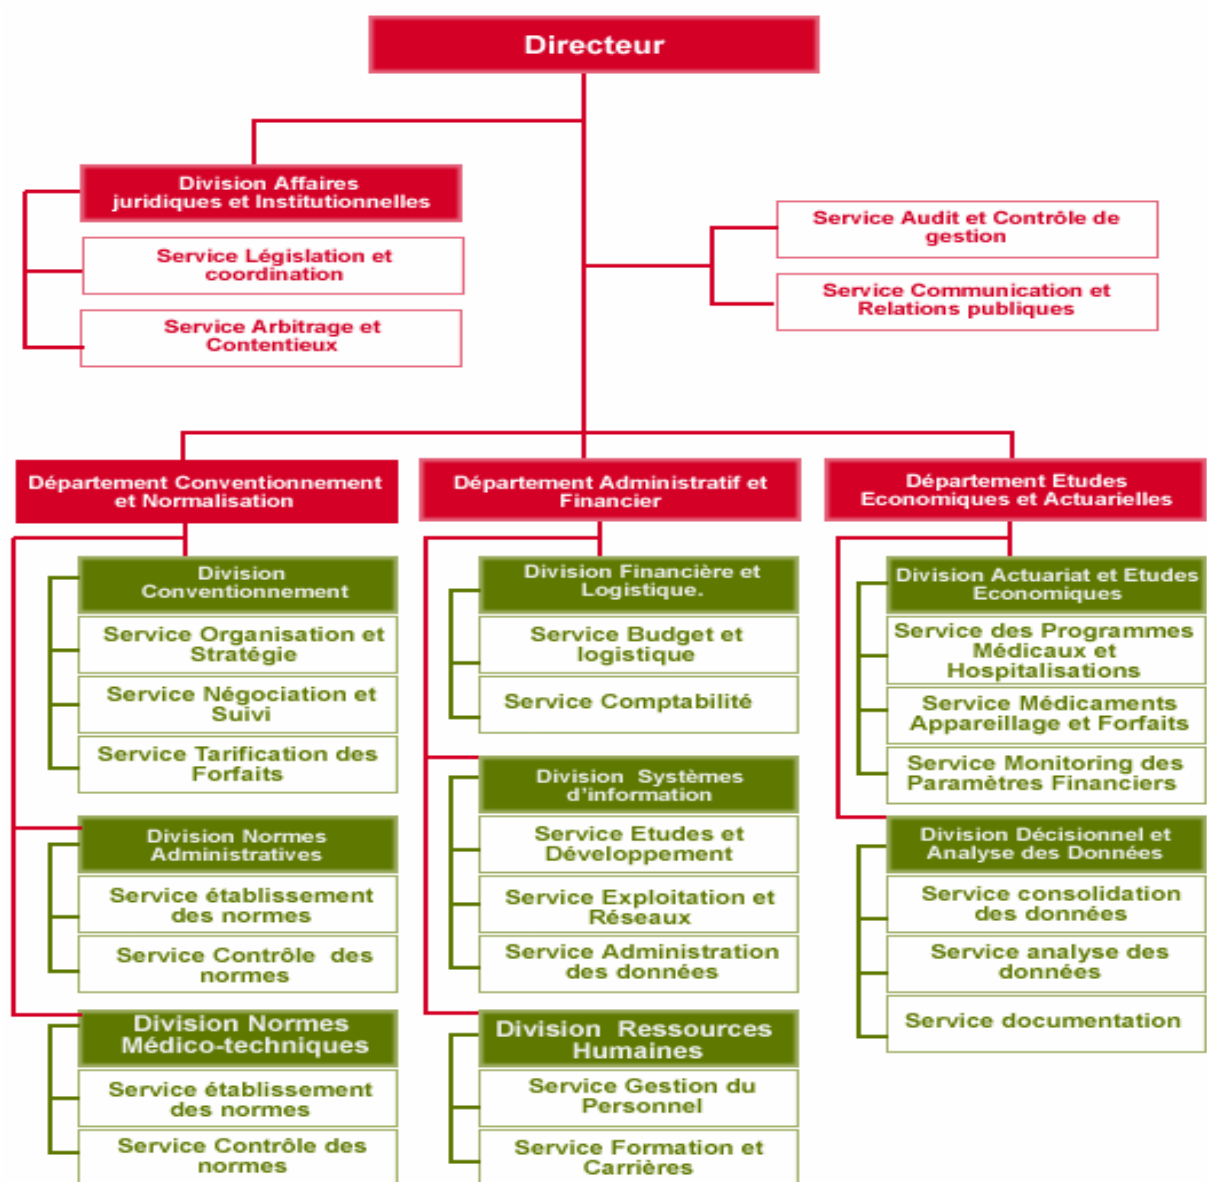 Directeur
Division Affaires
juridiques et Institutionnelles
Service Législation et
coordination
Service Arbitrage et
Contentieux
Service Audit et Contrôle de
gestion
Service Communication et
Relations publiques
Département Conventionnement
et Normalisation
Division
Conventionnement
Service Organisation et
Stratégie
Service Négociation et
Suivi
Service Tarification des
Forfaits
Division Normes
Administratives
Service établissement
des normes
Service Contrôle des
normes
Division Normes
Médico-techniques
Service établissement
des normes
Service Contrôle des
normes
Département Administratif et
Financier
Division Financière et
Logistique.
Service Budget et
logistique
Service Comptabilité
Division Systèmes
d'information
Service Etudes et
Développement
Service Exploitation et
Réseaux
Service Administration
des données
Division Ressources
Humaines
Service Gestion du
Personnel
Service Formation et
Carrières
Département Etudes
Economiques et Actuarielles
Division Actuariat et Etudes
Economiques
Service des Programmes
Médicaux et
Hospitalisations
Service Médicaments
Appareillage et Forfaits
Service Monitoring des
Paramètres Financiers
Division Décisionnel et
Analyse des Données
Service consolidation
des données
Service analyse des
données
Service documentation